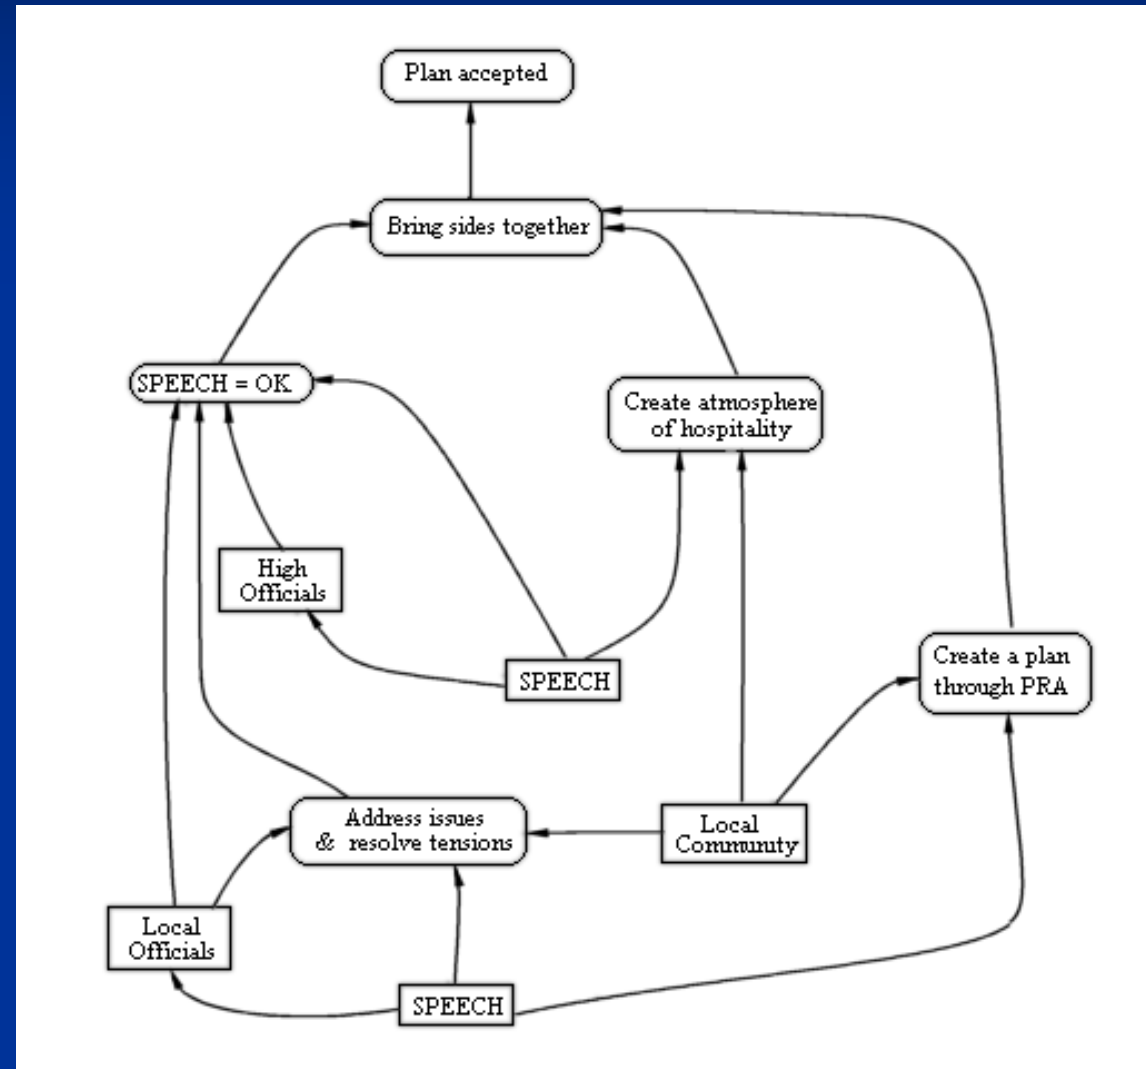 Plan accepted
Bring sides together
SPEECH = OK
Create atmosphere
of hospitality
High
Officials
SPEECH
Create a plan
through PRA
Address issues
& resolve tensions
Local
Community
Local
Officials
SPEECH